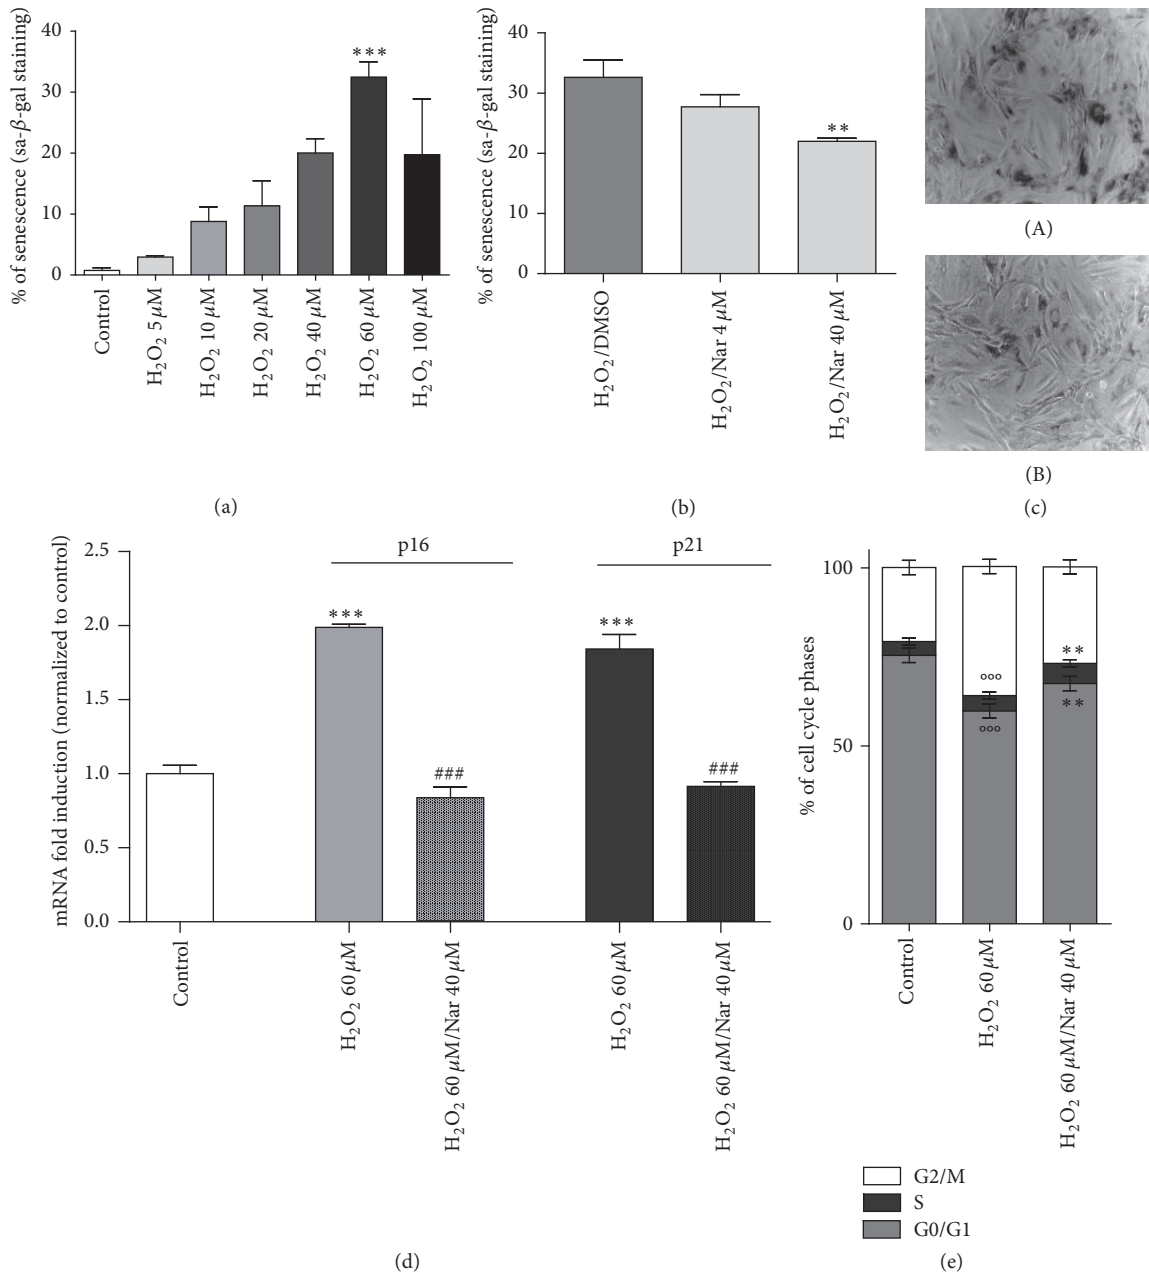 % of senescence (sa-β-gal staining)
40
30
20
10
0
***
Control
H₂O₂ 5 µM
H₂O₂ 10 µM
H₂O₂ 20 µM
H₂O₂ 40 µM
H₂O₂ 60 µM
H₂O₂ 100 µM
(a)
% of senescence (sa-β-gal staining)
40
30
20
10
0
**
H₂O₂/DMSO
H₂O₂/Nar 4 µM
H₂O₂/Nar 40 µM
(b)
(A)
(B)
(c)
mRNA fold induction (normalized to control)
2.5
2.0
1.5
1.0
0.5
0.0
p16
p21
***
###
***
###
Control
H₂O₂ 60 µM
H₂O₂ 60 µM/Nar 40 µM
H₂O₂ 60 µM
H₂O₂ 60 µM/Nar 40 µM
(d)
% of cell cycle phases
100
50
0
°°°
°°°
**
**
Control
H₂O₂ 60 µM
H₂O₂ 60 µM/Nar 40 µM
G2/M
S
G0/G1
(e)